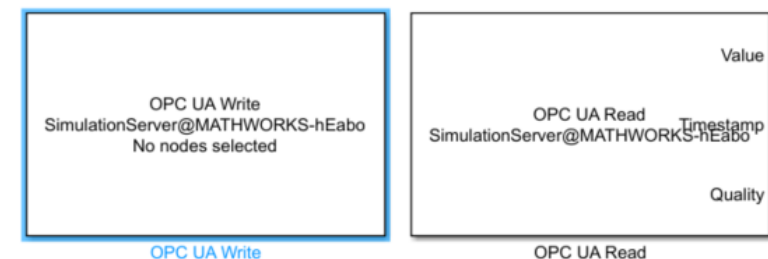 OPC UA Write
SimulationServer@MATHWORKS-hEabo
No nodes selected
OPC UA Write
Value
OPC UA Read
SimulationServer@MATHWORKS-hEabo
Timestamp
Quality
OPC UA Read